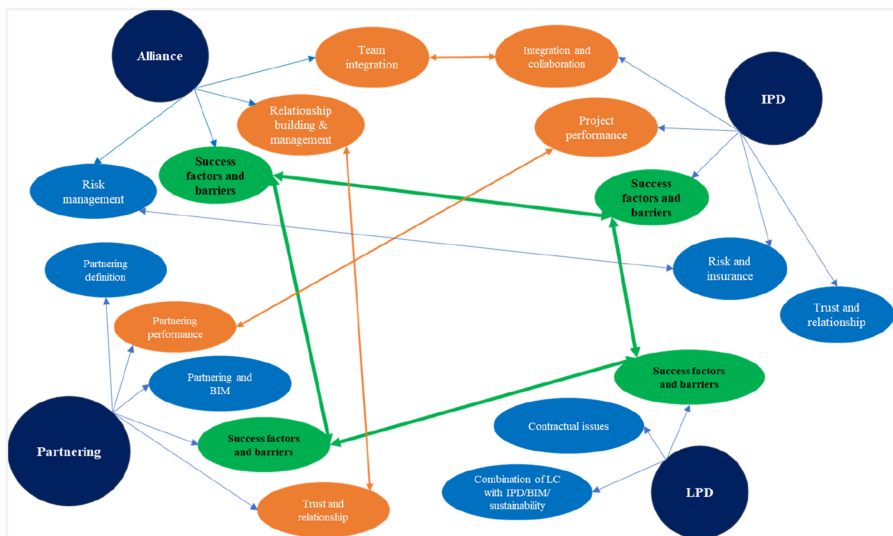 Alliance
Team
integration
Integration and
collaboration
IPD
Relationship
building &
management
Project
performance
Success
factors and
barriers
Risk
management
Success
factors and
barriers
Partnering
definition
Risk and
insurance
Trust and
relationship
Partnering
performance
Partnering and
BIM
Success factors
and barriers
Partnering
Success factors
and barriers
Contractual issues
Combination of LC
with IPD/BIM/
sustainability
LPD
Trust and
relationship